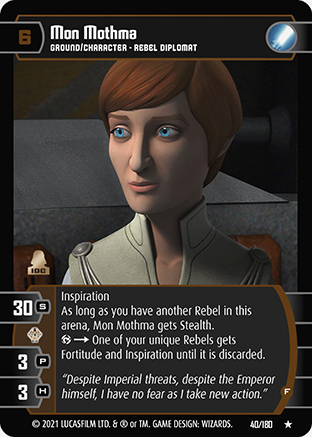 6
Mon Mothma
GROUND/CHARACTER - REBEL DIPLOMAT
IDC
30 S
3 P
3 H
Inspiration
As long as you have another Rebel in this
arena, Mon Mothma gets Stealth.
→ One of your unique Rebels gets
Fortitude and Inspiration until it is discarded.
“Despite Imperial threats, despite the Emperor
himself, I have no fear as I take new action.”
F
© 2021 LUCASFILM LTD. & ® OR TM. GAME DESIGN: WIZARDS.
40/180 ★